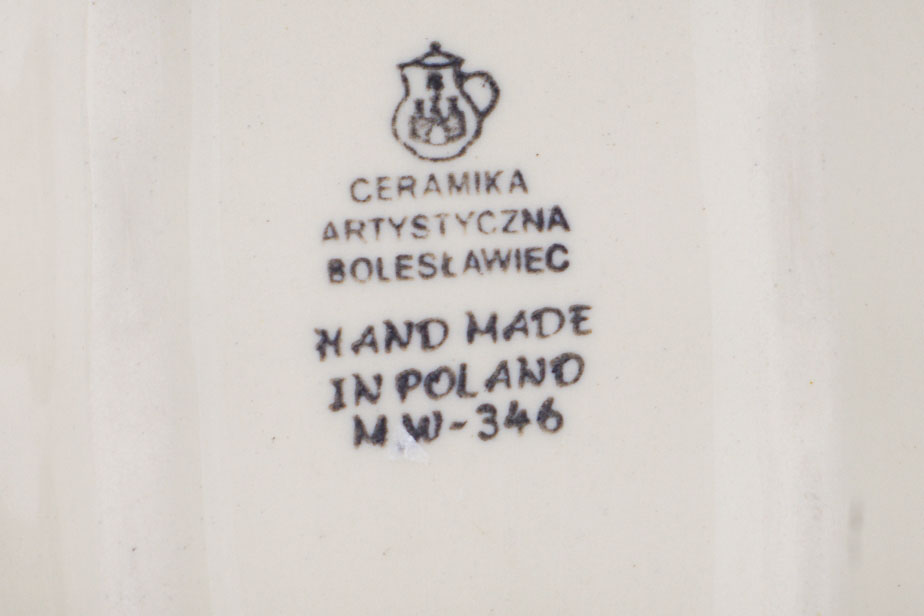 CERAMIKA
ARTYSTYCZNA
BOLESŁAWIEC
HAND MADE
IN POLAND
MW-346